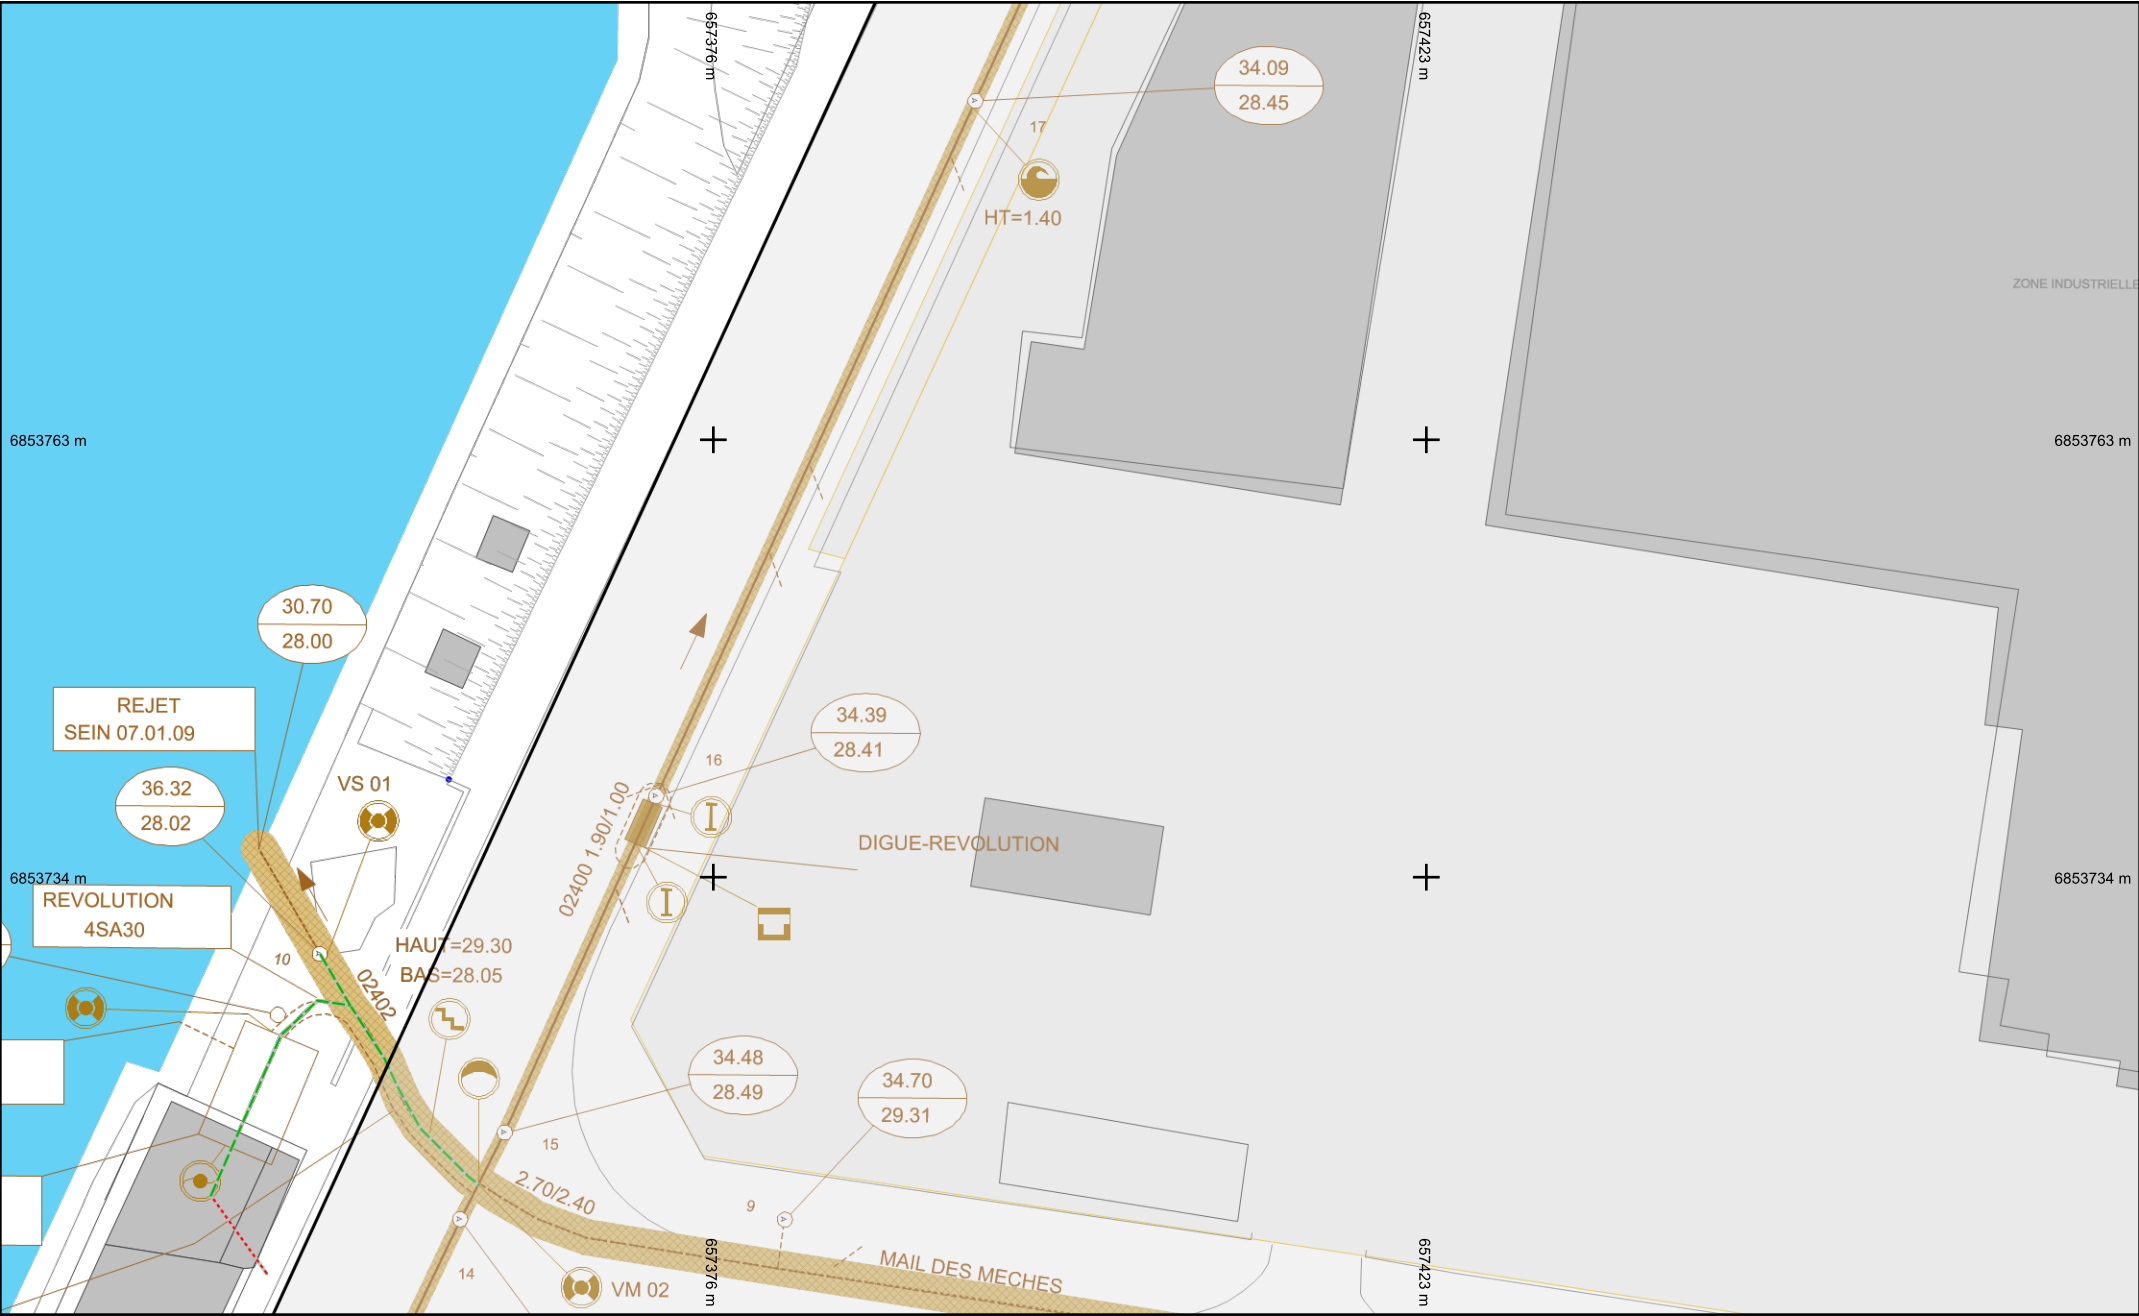 657376 m
657423 m
34.09
28.45
A
17
HT=1.40
ZONE INDUSTRIELLE
6853763 m
6853763 m
30.70
28.00
REJET
SEIN 07.01.09
34.39
28.41
16
A
36.32
28.02
VS 01
02400 1.90/1.00
DIGUE-REVOLUTION
6853734 m
6853734 m
REVOLUTION
4SA30
HAUT=29.30
BAS=28.05
10
A
02402
34.48
28.49
34.70
29.31
A
15
2.70/2.40
9
A
A
14
VM 02
MAIL DES MECHES
657376 m
657423 m